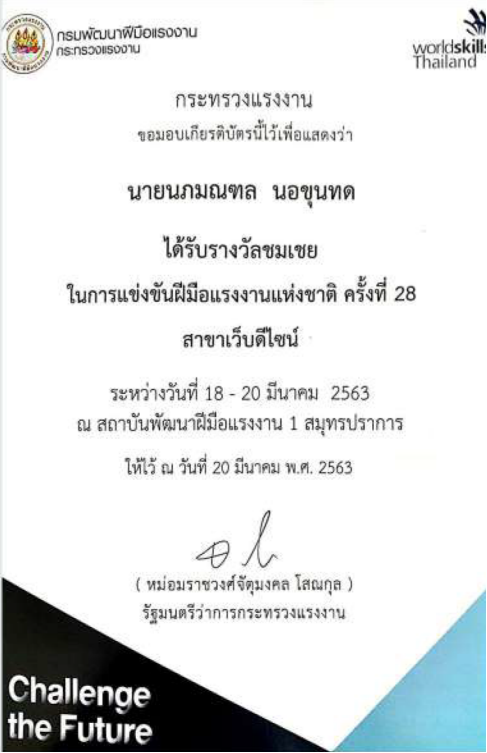 กรมพัฒนาฝีมือแรงงาน
กระทรวงแรงงาน
worldskills
Thailand
กระทรวงแรงงาน
ขอมอบเกียรติบัตรนี้ไว้เพื่อแสดงว่า
นายนภมณฑล นอขุนทด
ได้รับรางวัลชมเชย
ในการแข่งขันฝีมือแรงงานแห่งชาติ ครั้งที่ 28
สาขาเว็บดีไซน์
ระหว่างวันที่ 18 - 20 มีนาคม 2563
ณ สถาบันพัฒนาฝีมือแรงงาน 1 สมุทรปราการ
ให้ไว้ ณ วันที่ 20 มีนาคม พ.ศ. 2563
( หม่อมราชวงศ์จัตุมงคล โสณกุล )
รัฐมนตรีว่าการกระทรวงแรงงาน
Challenge
the Future